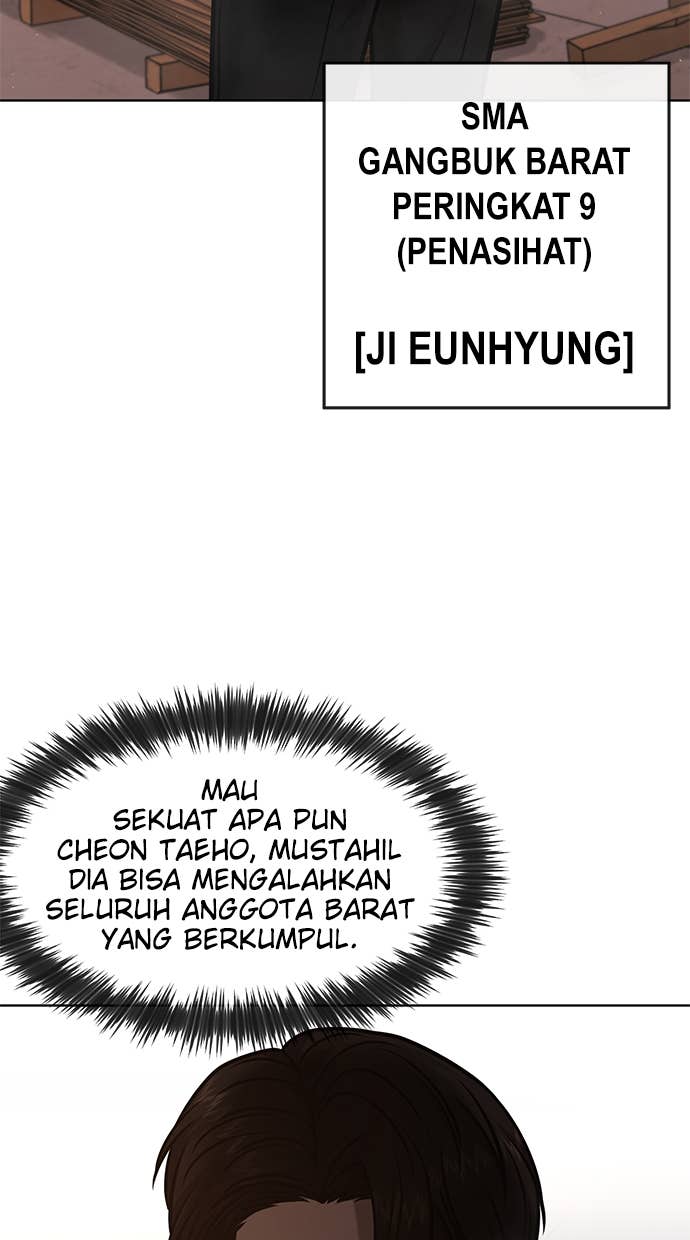 SMA
GANGBUK BARAT
PERINGKAT 9
(PENASIHAT)
[JI EUNHYUNG]
MAU
SEKUAT APA PUN
CHEON TAEHO, MUSTAHIL
DIA BISA MENGALAHKAN
SELURUH ANGGOTA BARAT
YANG BERKUMPUL.